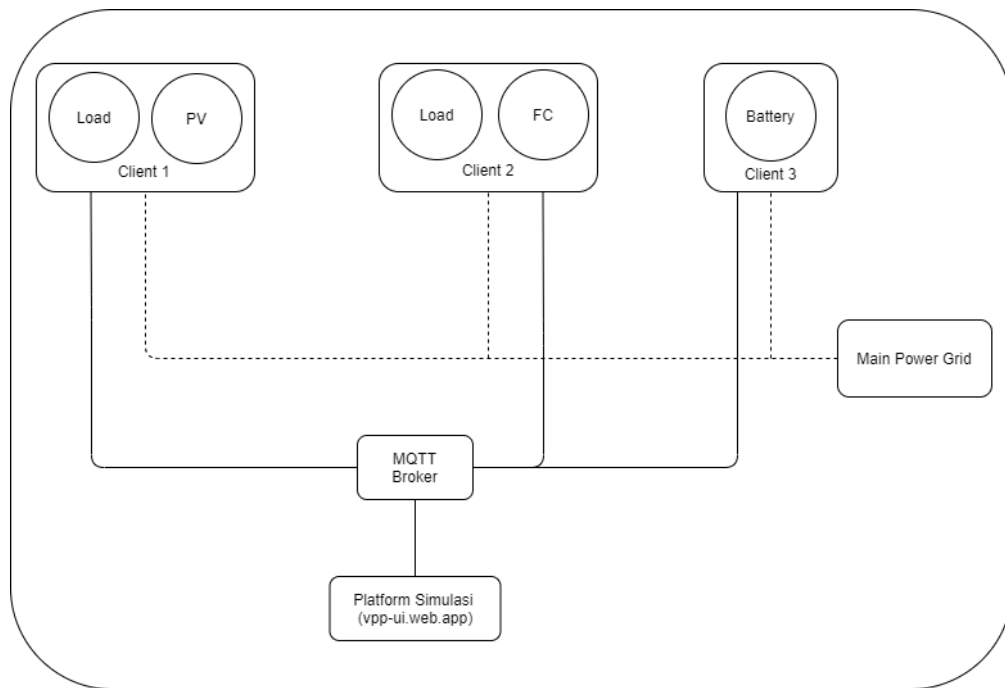 Load
PV
Client 1
Load
FC
Client 2
Battery
Client 3
Main Power Grid
MQTT
Broker
Platform Simulasi
(vpp-ui.web.app)